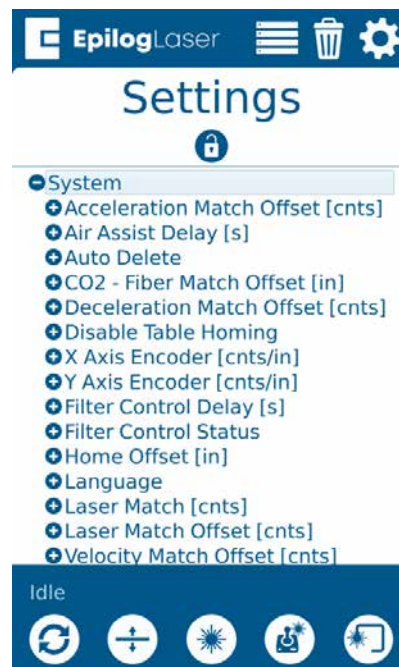 EpilogLaser
Settings
System
Acceleration Match Offset [cnts]
Air Assist Delay [s]
Auto Delete
CO2 - Fiber Match Offset [in]
Deceleration Match Offset [cnts]
Disable Table Homing
X Axis Encoder [cnts/in]
Y Axis Encoder [cnts/in]
Filter Control Delay [s]
Filter Control Status
Home Offset [in]
Language
Laser Match [cnts]
Laser Match Offset [cnts]
Velocity Match Offset [cnts]
Idle